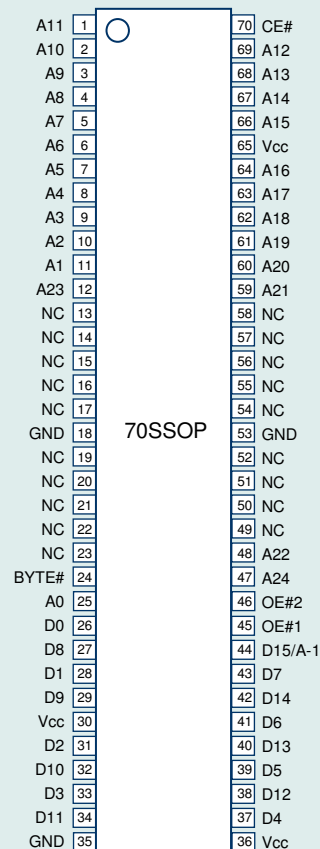 A11 1 70 CE#
A10 2 69 A12
A9 3 68 A13
A8 4 67 A14
A7 5 66 A15
A6 6 65 Vcc
A5 7 64 A16
A4 8 63 A17
A3 9 62 A18
A2 10 61 A19
A1 11 60 A20
A23 12 59 A21
NC 13 58 NC
NC 14 57 NC
NC 15 56 NC
NC 16 55 NC
NC 17 54 NC
GND 18 70SSOP 53 GND
NC 19 52 NC
NC 20 51 NC
NC 21 50 NC
NC 22 49 NC
NC 23 48 A22
BYTE# 24 47 A24
A0 25 46 OE#2
D0 26 45 OE#1
D8 27 44 D15/A-1
D1 28 43 D7
D9 29 42 D14
Vcc 30 41 D6
D2 31 40 D13
D10 32 39 D5
D3 33 38 D12
D11 34 37 D4
GND 35 36 Vcc